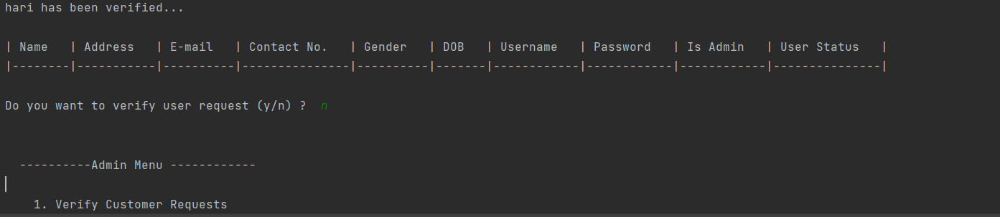 hari has been verified...
| Name   | Address   | E-mail   | Contact No.   | Gender   | DOB   | Username   | Password   | Is Admin   | User Status   |
|--------|-----------|----------|---------------|----------|-------|------------|------------|------------|---------------|
Do you want to verify user request (y/n) ?  n
----------Admin Menu ------------
1. Verify Customer Requests